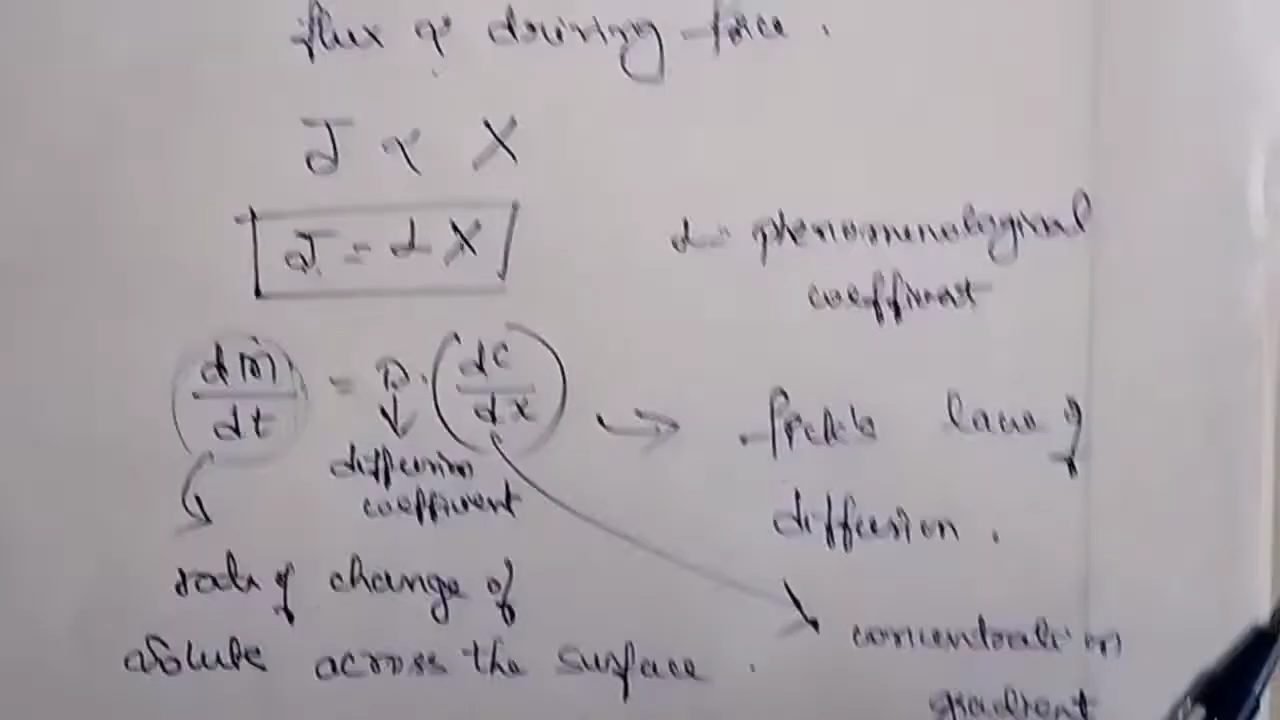 flux α driving force.
J α X
J = L X
L → phenomenological
coefficient
dm/dt = D. (dc/dx) → Fick's law of
diffusion
coefficient
diffusion.
rate of change of
solute across the surface.
concentration
gradient